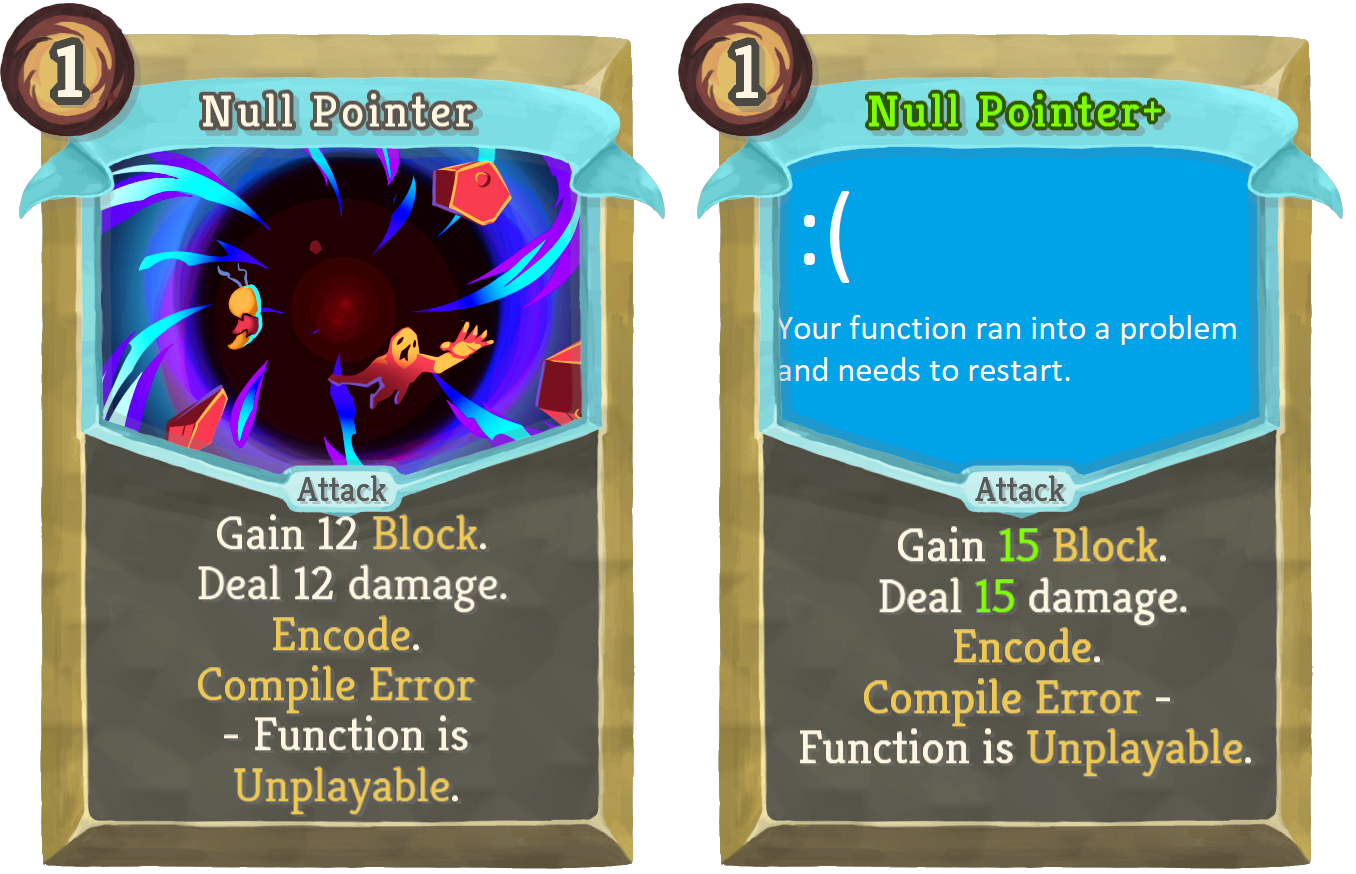 1
Null Pointer
Attack
Gain 12 Block.
Deal 12 damage.
Encode.
Compile Error
- Function is
Unplayable.
1
Null Pointer+
:(
Your function ran into a problem
and needs to restart.
Attack
Gain 15 Block.
Deal 15 damage.
Encode.
Compile Error -
Function is Unplayable.